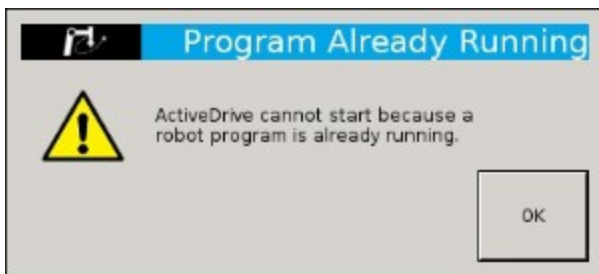 Program Already Running
ActiveDrive cannot start because a
robot program is already running.
OK